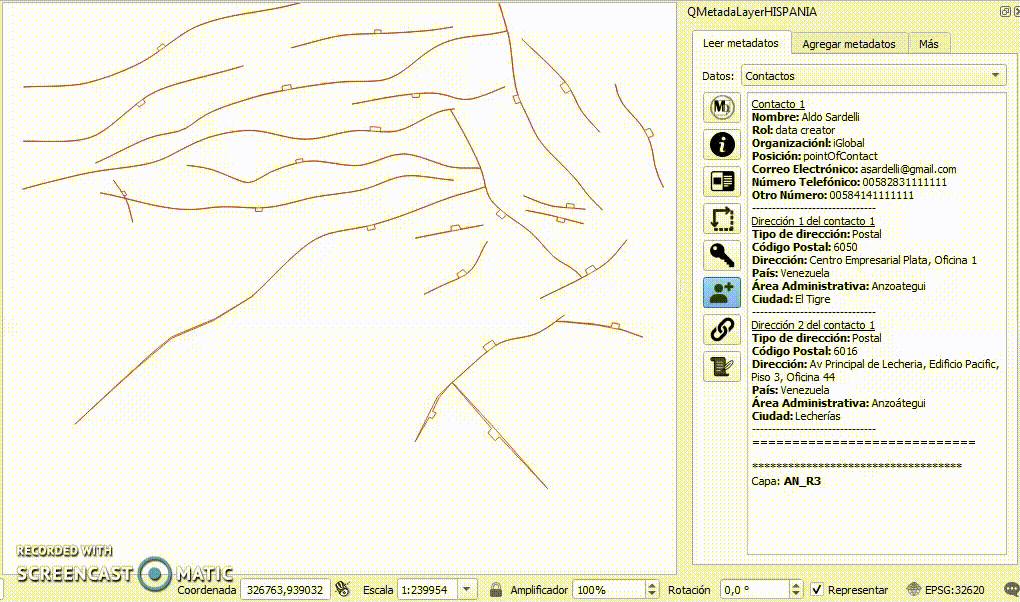 QMetadaLayerHISPANIA
Leer metadatos
Agregar metadatos
Más
Datos: Contactos
Contacto 1
Nombre: Aldo Sardelli
Rol: data creator
Organizaciónl: iGlobal
Posición: pointOfContact
Correo Electrónico: asardelli@gmail.com
Número Telefónico: 00582831111111
Otro Número: 00584141111111
-------------------------------
Dirección 1 del contacto 1
Tipo de dirección: Postal
Código Postal: 6050
Dirección: Centro Empresarial Plata, Oficina 1
País: Venezuela
Área Administrativa: Anzoategui
Ciudad: El Tigre
-------------------------------
Dirección 2 del contacto 1
Tipo de dirección: Postal
Código Postal: 6016
Dirección: Av Principal de Lecheria, Edificio Pacific,
Piso 3, Oficina 44
País: Venezuela
Área Administrativa: Anzoátegui
Ciudad: Lecherías
-------------------------------
============================
***********************************
Capa: AN_R3
RECORDED WITH
SCREENCAST MATIC
Coordenada 326763,939032 Escala 1:239954 Amplificador 100% Rotación 0,0 ° Representar EPSG:32620